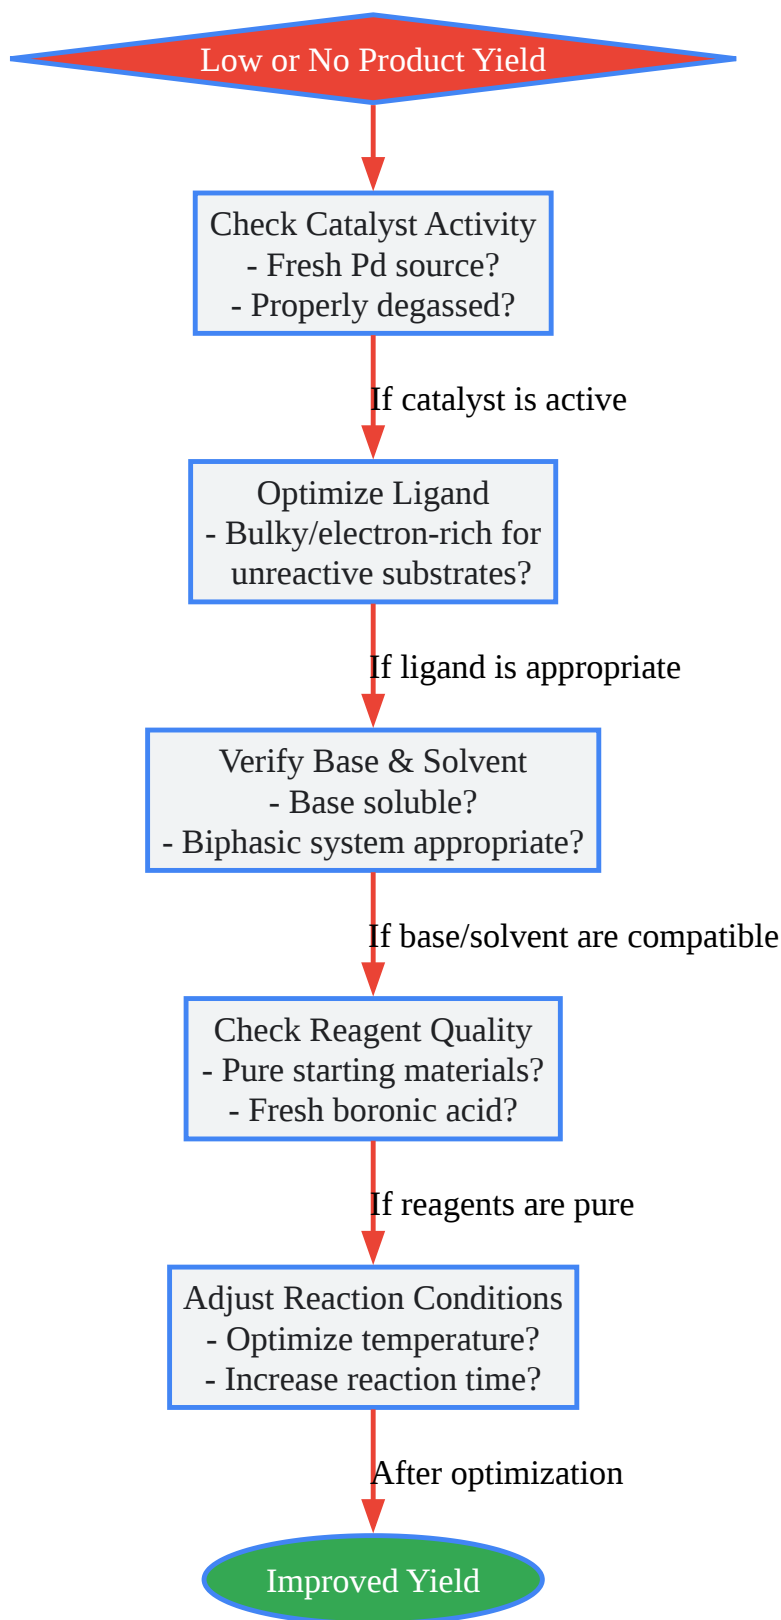 Low or No Product Yield
Check Catalyst Activity
- Fresh Pd source?
- Properly degassed?
If catalyst is active
Optimize Ligand
- Bulky/electron-rich for
unreactive substrates?
If ligand is appropriate
Verify Base & Solvent
- Base soluble?
- Biphasic system appropriate?
If base/solvent are compatible
Check Reagent Quality
- Pure starting materials?
- Fresh boronic acid?
If reagents are pure
Adjust Reaction Conditions
- Optimize temperature?
- Increase reaction time?
After optimization
Improved Yield